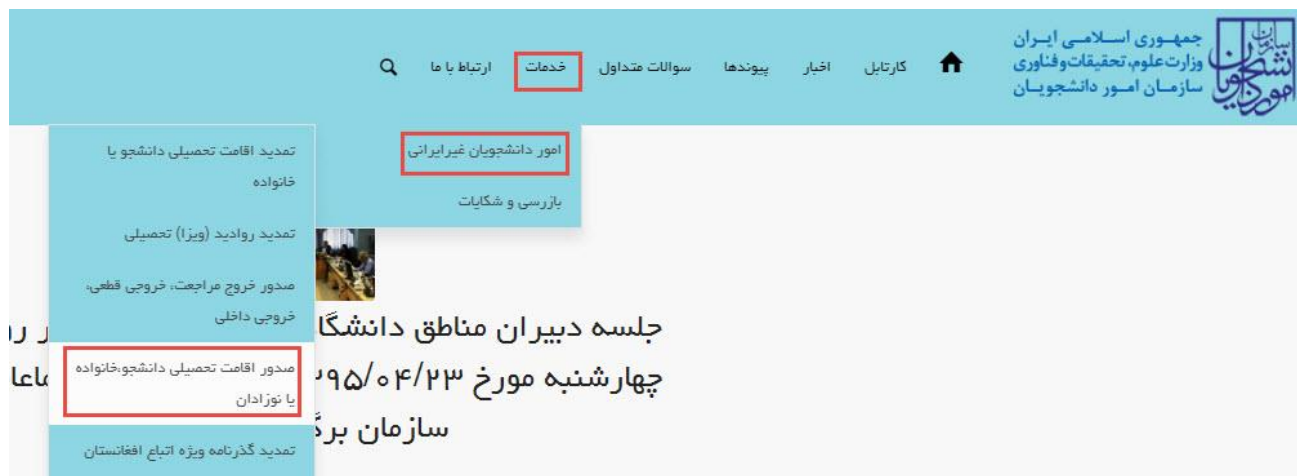 جمهوری اسلامی ایران
وزارت علوم، تحقیقات و فناوری
سازمان امور دانشجویان
کارتابل
اخبار
پیوندها
سوالات متداول
خدمات
ارتباط با ما
امور دانشجویان غیرایرانی
بازرسی و شکایات
تمدید اقامت تحصیلی دانشجو یا
خانواده
تمدید روادید (ویزا) تحصیلی
صدور خروج مراجعت، خروجی قطعی،
خروجی داخلی
صدور اقامت تحصیلی دانشجو،خانواده
یا نوزادان
تمدید گذرنامه ویژه اتباع افغانستان
جلسه دبیران مناطق
چهارشنبه مورخ ۹۵/۰۴/۲۳
سازمان